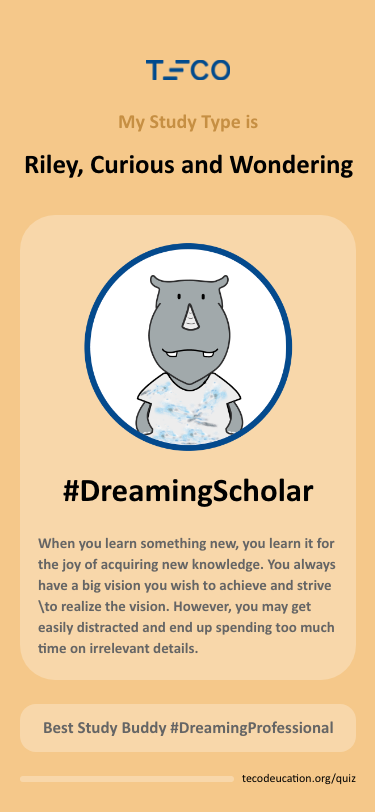 TECO
My Study Type is
Riley, Curious and Wondering
#DreamingScholar
When you learn something new, you learn it for
the joy of acquiring new knowledge. You always
have a big vision you wish to achieve and strive
\to realize the vision. However, you may get
easily distracted and end up spending too much
time on irrelevant details.
Best Study Buddy #DreamingProfessional
tecodeucation.org/quiz